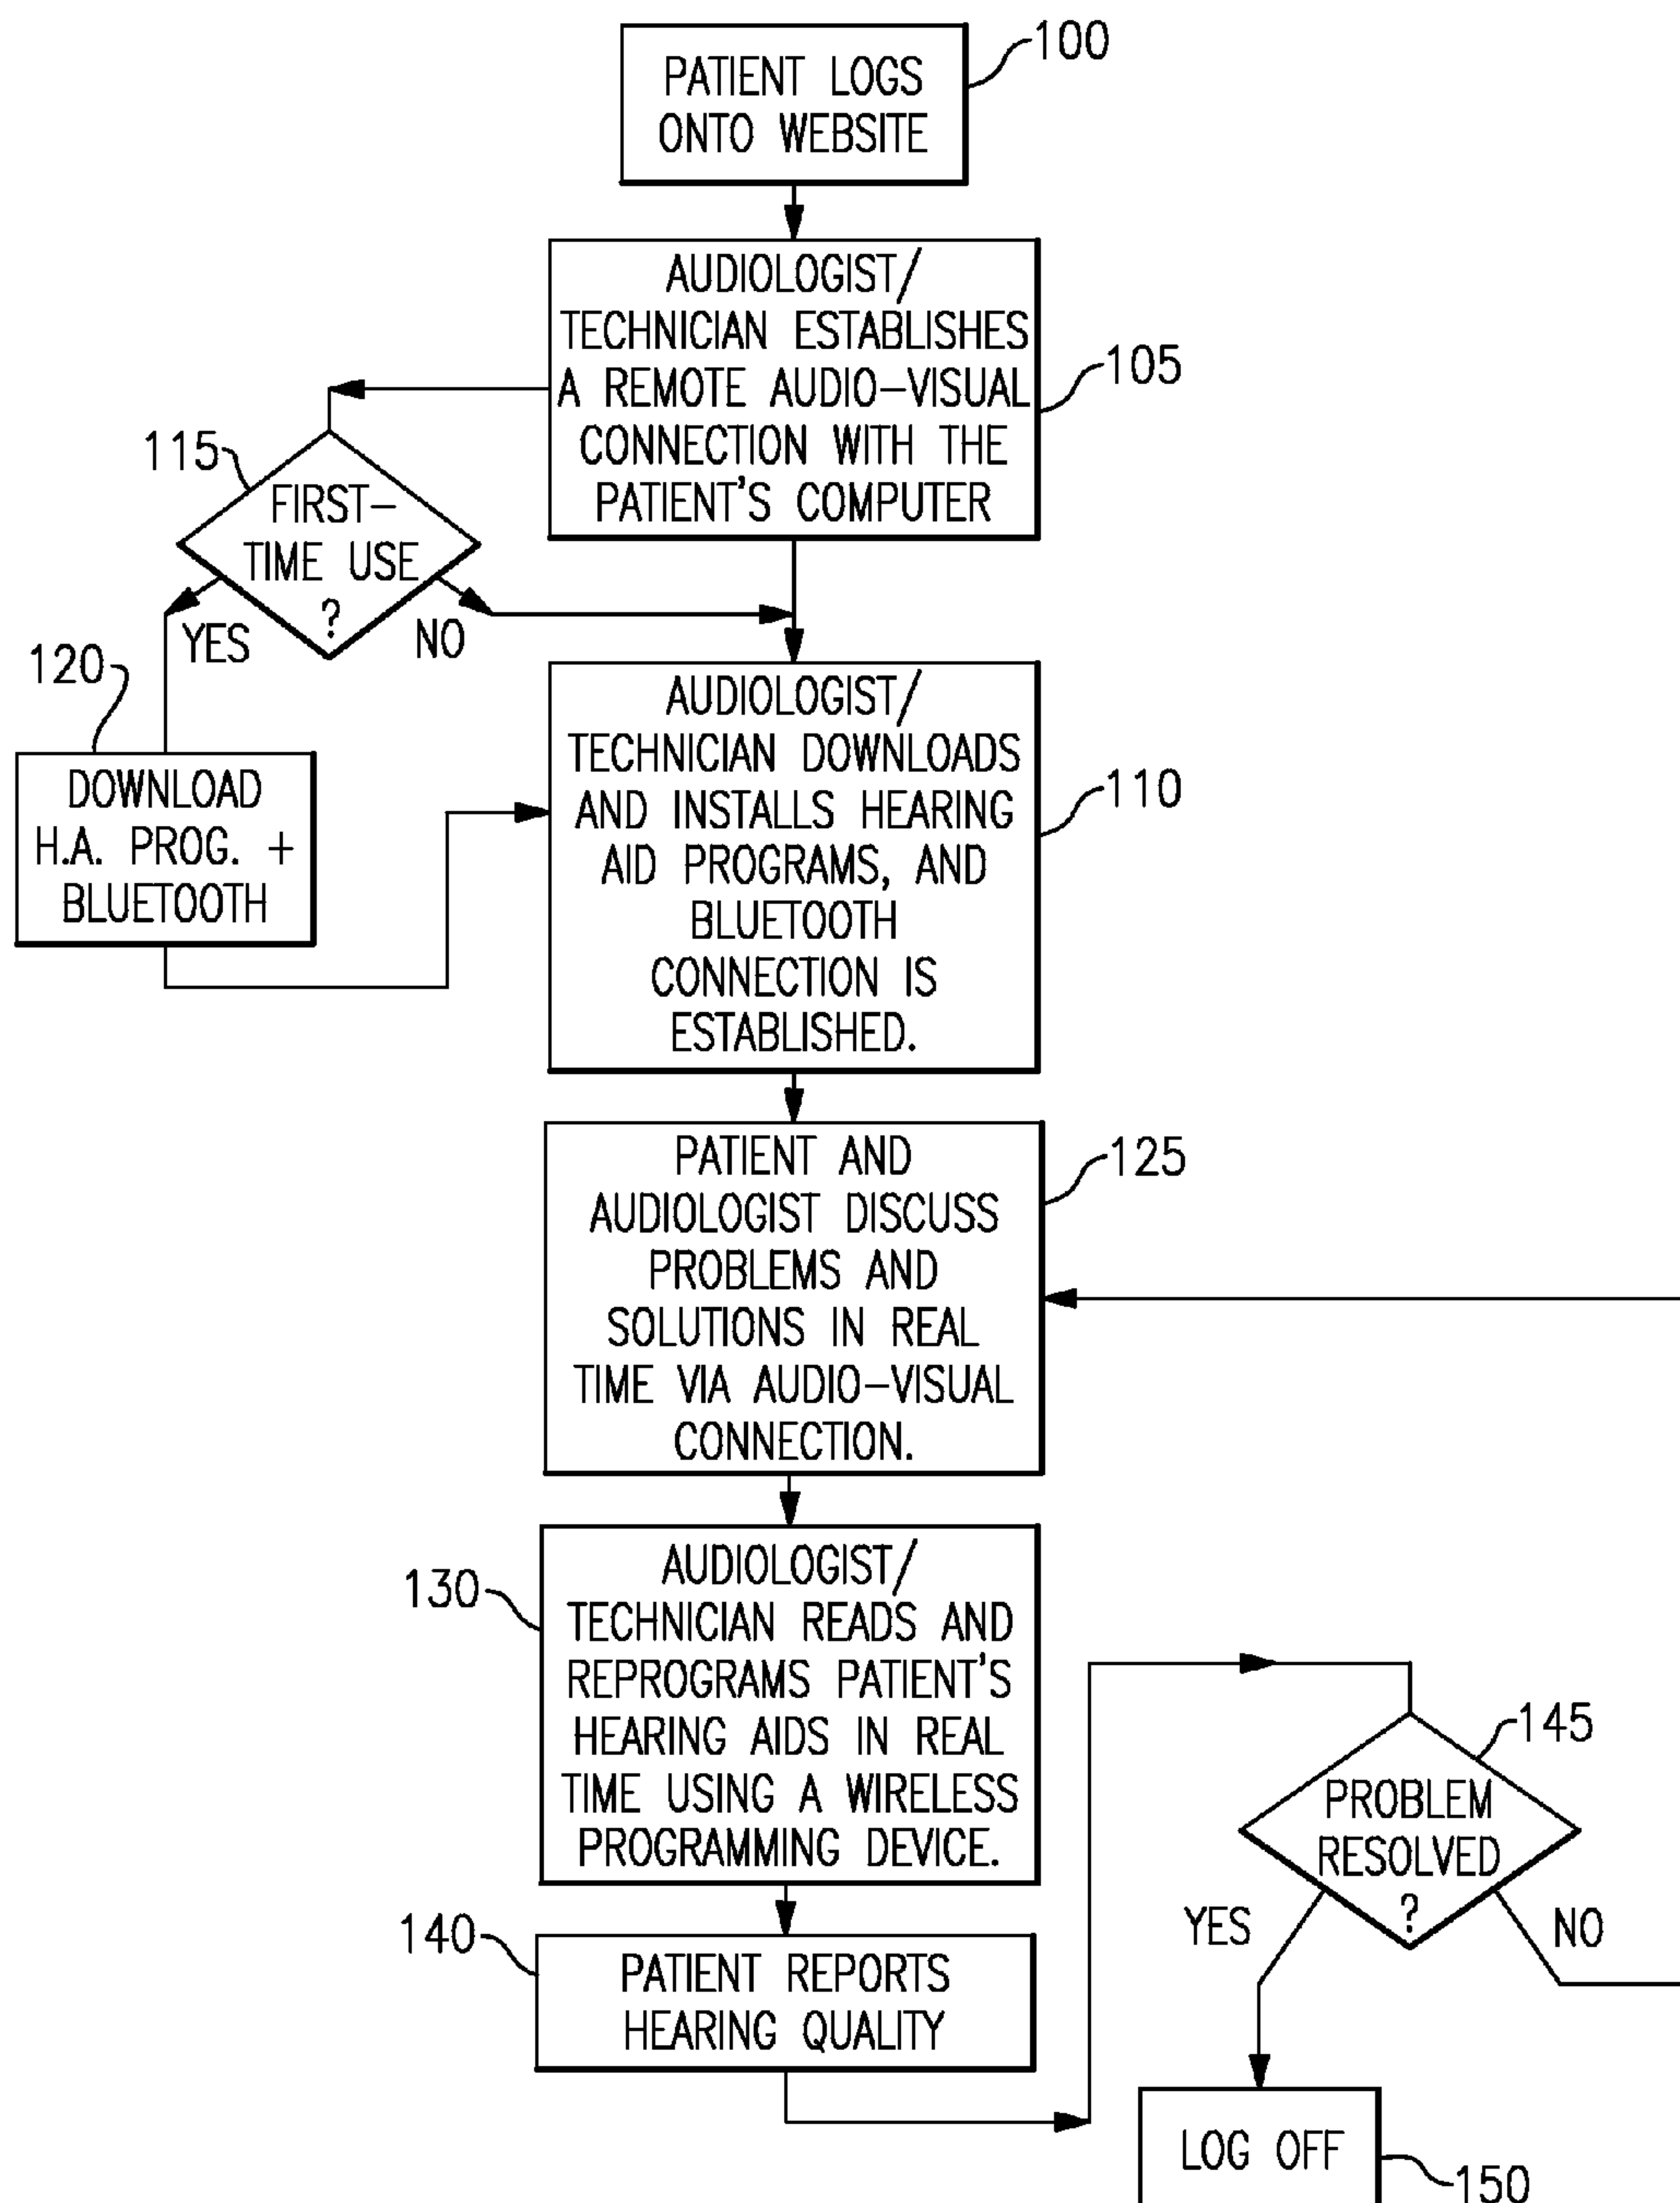 PATIENT LOGS
ONTO WEBSITE
100
AUDIOLOGIST/
TECHNICIAN ESTABLISHES
A REMOTE AUDIO-VISUAL
CONNECTION WITH THE
PATIENT'S COMPUTER
105
115
FIRST-
TIME USE
?
YES
NO
120
DOWNLOAD
H.A. PROG. +
BLUETOOTH
AUDIOLOGIST/
TECHNICIAN DOWNLOADS
AND INSTALLS HEARING
AID PROGRAMS, AND
BLUETOOTH
CONNECTION IS
ESTABLISHED.
110
PATIENT AND
AUDIOLOGIST DISCUSS
PROBLEMS AND
SOLUTIONS IN REAL
TIME VIA AUDIO-VISUAL
CONNECTION.
125
130
AUDIOLOGIST/
TECHNICIAN READS AND
REPROGRAMS PATIENT'S
HEARING AIDS IN REAL
TIME USING A WIRELESS
PROGRAMMING DEVICE.
140
PATIENT REPORTS
HEARING QUALITY
145
PROBLEM
RESOLVED
?
YES
NO
LOG OFF
150